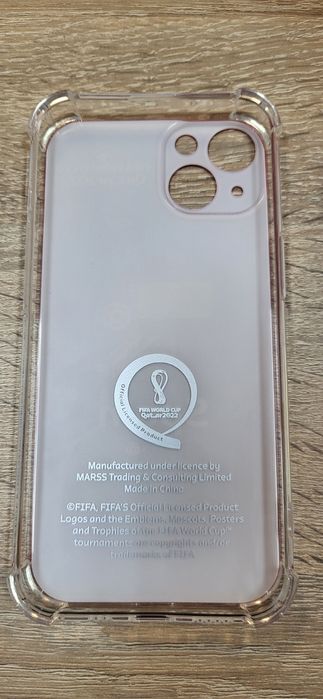 FIFA WORLD CUP
Qatar2022
Official Licensed Product
Manufactured under licence by
MARSS Trading & Consulting Limited
Made in China
©FIFA, FIFA'S Official Licensed Product
Logos and the Emblems, Mascots, Posters
and Trophies of the FIFA World Cup™
tournaments are copyrights and/or
trademarks of FIFA.